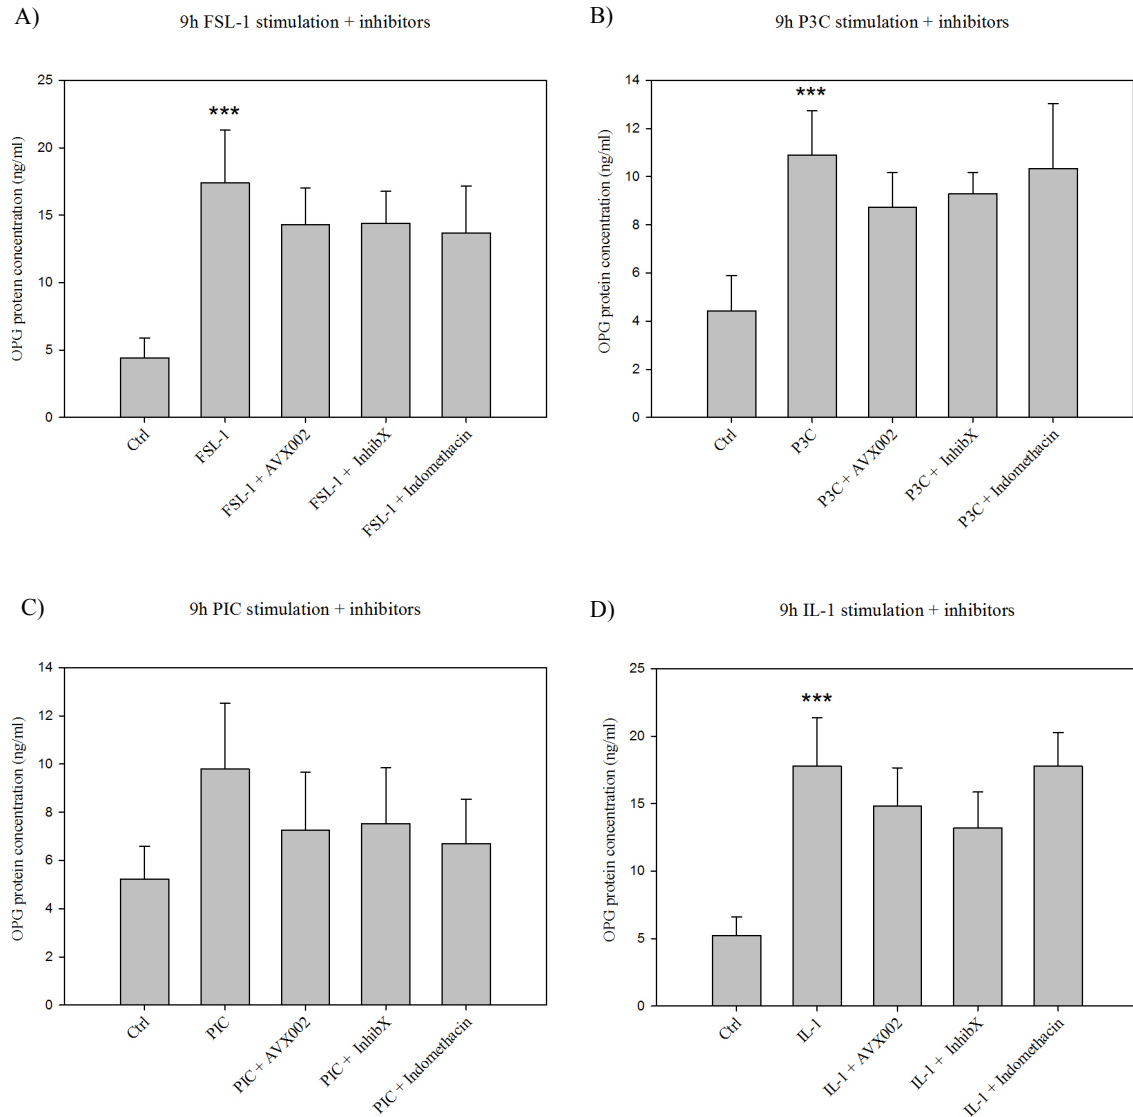 A)
9h FSL-1 stimulation + inhibitors
OPG protein concentration (ng/ml)
25
20
15
10
5
0
***
Ctrl
FSL-1
FSL-1 + AVX002
FSL-1 + InhibX
FSL-1 + Indomethacin
B)
9h P3C stimulation + inhibitors
OPG protein concentration (ng/ml)
14
12
10
8
6
4
2
0
***
Ctrl
P3C
P3C + AVX002
P3C + InhibX
P3C + Indomethacin
C)
9h PIC stimulation + inhibitors
OPG protein concentration (ng/ml)
14
12
10
8
6
4
2
0
Ctrl
PIC
PIC + AVX002
PIC + InhibX
PIC + Indomethacin
D)
9h IL-1 stimulation + inhibitors
OPG protein concentration (ng/ml)
25
20
15
10
5
0
***
Ctrl
IL-1
IL-1 + AVX002
IL-1 + InhibX
IL-1 + Indomethacin